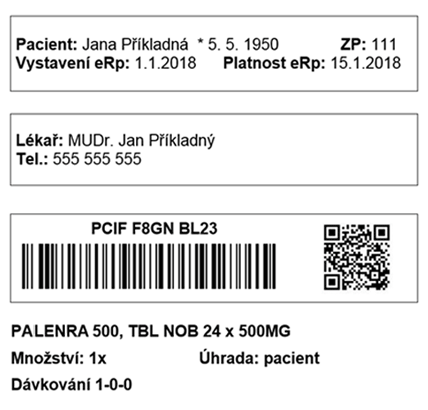 Pacient: Jana Příkladná * 5. 5. 1950 ZP: 111
Vystavení eRp: 1.1.2018 Platnost eRp: 15.1.2018
Lékař: MUDr. Jan Příkladný
Tel.: 555 555 555
PCIF F8GN BL23
PALENRA 500, TBL NOB 24 x 500MG
Množství: 1x Úhrada: pacient
Dávkování 1-0-0